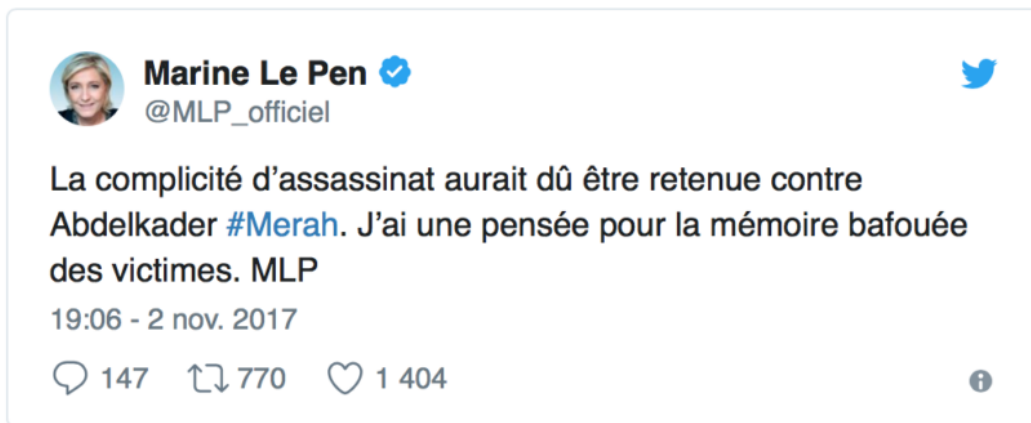 Marine Le Pen
@MLP_officiel
La complicité d’assassinat aurait dû être retenue contre
Abdelkader #Merah. J’ai une pensée pour la mémoire bafouée
des victimes. MLP
19:06 - 2 nov. 2017
147 770 1 404